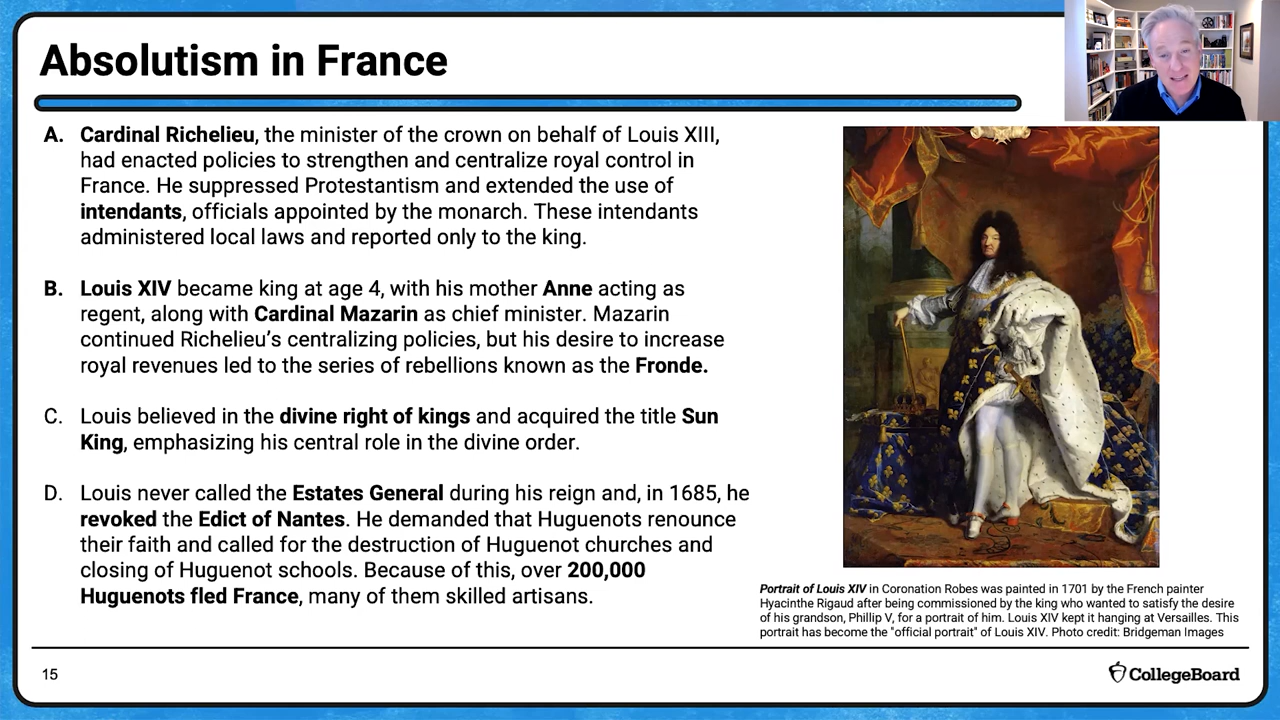 Absolutism in France
A. Cardinal Richelieu, the minister of the crown on behalf of Louis XIII,
had enacted policies to strengthen and centralize royal control in
France. He suppressed Protestantism and extended the use of
intendants, officials appointed by the monarch. These intendants
administered local laws and reported only to the king.
B. Louis XIV became king at age 4, with his mother Anne acting as
regent, along with Cardinal Mazarin as chief minister. Mazarin
continued Richelieu’s centralizing policies, but his desire to increase
royal revenues led to the series of rebellions known as the Fronde.
C. Louis believed in the divine right of kings and acquired the title Sun
King, emphasizing his central role in the divine order.
D. Louis never called the Estates General during his reign and, in 1685, he
revoked the Edict of Nantes. He demanded that Huguenots renounce
their faith and called for the destruction of Huguenot churches and
closing of Huguenot schools. Because of this, over 200,000
Huguenots fled France, many of them skilled artisans.
Portrait of Louis XIV in Coronation Robes was painted in 1701 by the French painter
Hyacinthe Rigaud after being commissioned by the king who wanted to satisfy the desire
of his grandson, Phillip V, for a portrait of him. Louis XIV kept it hanging at Versailles. This
portrait has become the "official portrait" of Louis XIV. Photo credit: Bridgeman Images
15
CollegeBoard